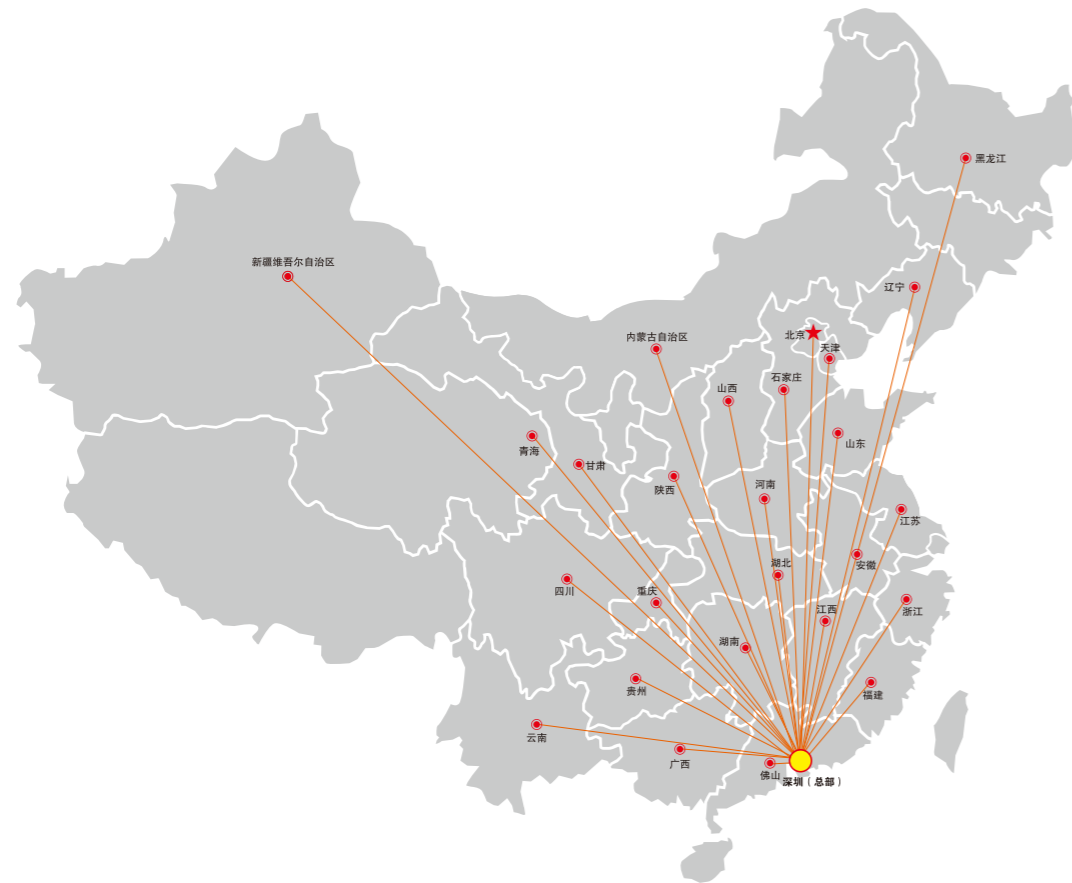 黑龙江
新疆维吾尔自治区
辽宁
北京
内蒙古自治区
天津
石家庄
山西
山东
青海
甘肃
陕西
河南
江苏
湖北
安徽
四川
重庆
江西
浙江
湖南
贵州
福建
云南
广西
佛山
深圳（总部）